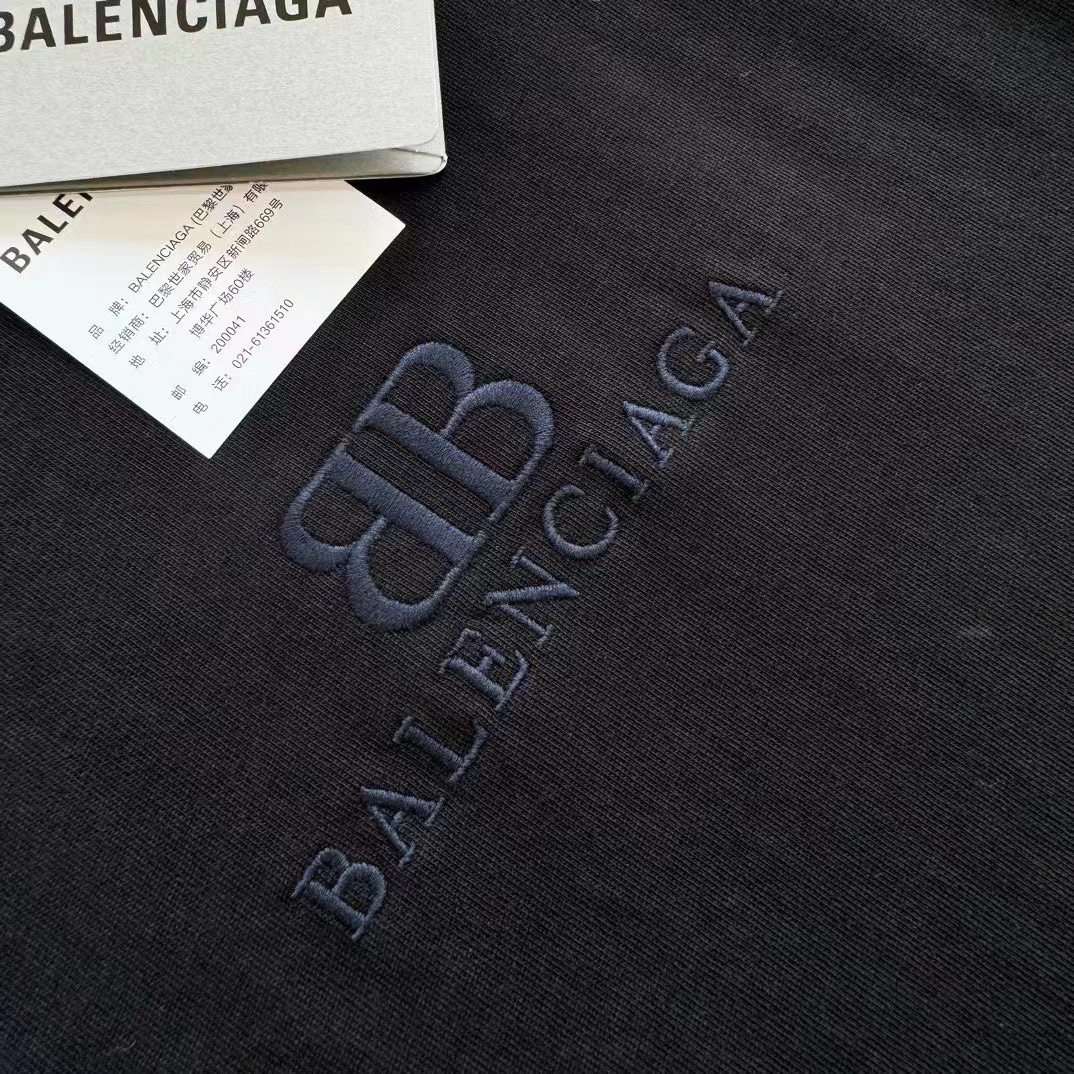 BALENCIAGA
品 牌：BALENCIAGA (巴黎世家
经销商：巴黎世家贸易（上海）有限
地 址：上海市静安区新闸路669号
博华广场60楼
邮 编：200041
电 话：021-61361510
BB
BALENCIAGA